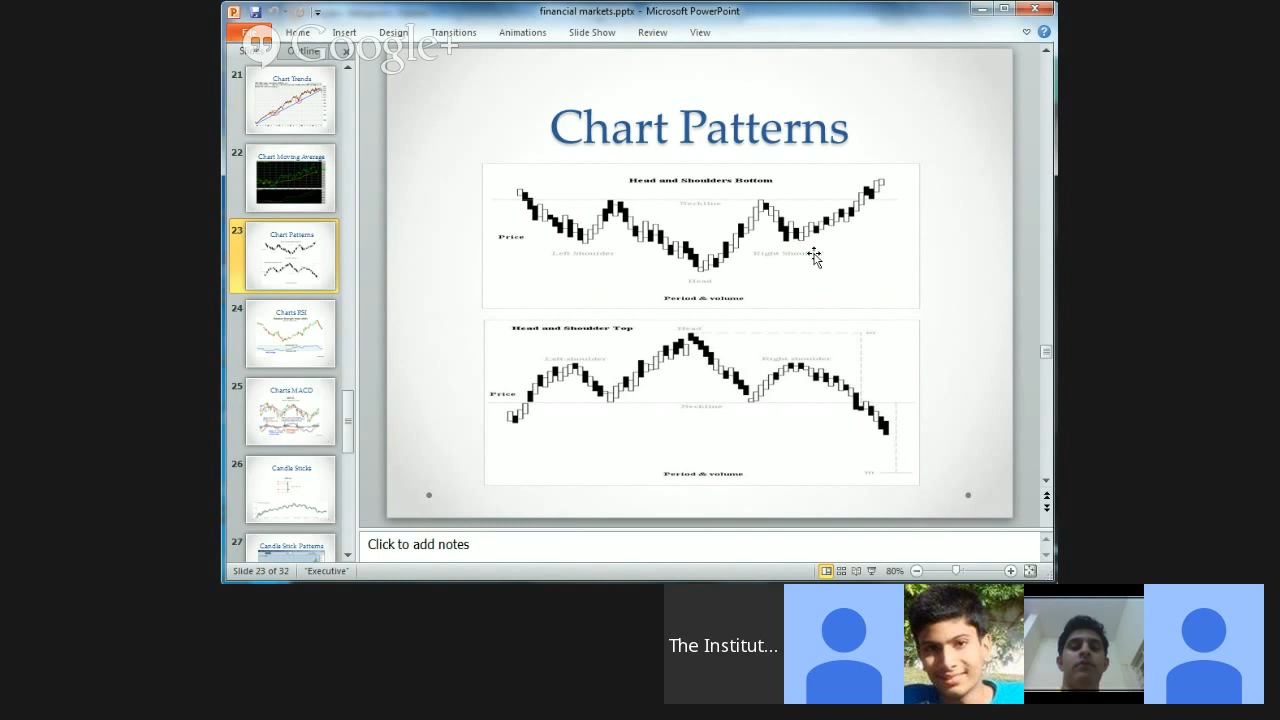 financial markets.pptx - Microsoft PowerPoint
File Home Insert Design Transitions Animations Slide Show Review View
Google+
Outline
21
Chart Trends
22
Chart Moving Average
23
Chart Patterns
24
Charts RSI
25
Charts MACD
26
Candle Sticks
27
Candle Stick Patterns
Chart Patterns
Head and Shoulders Bottom
Neckline
Price
Left Shoulder
Right Shou
Head
Period & volume
Head and Shoulder Top
Head
Left shoulder
Right shoulder
Price
Neckline
Period & volume
Click to add notes
Slide 23 of 32
"Executive"
80%
The Institut...